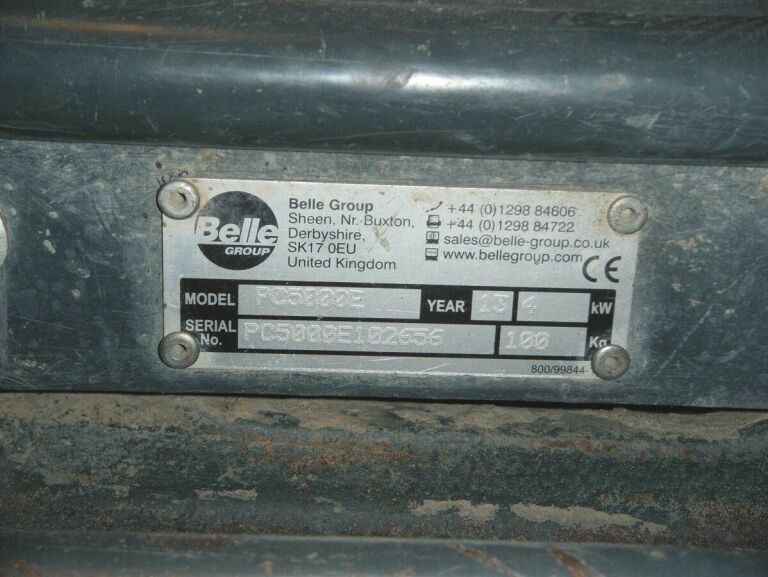 Belle
GROUP
Belle Group
Sheen, Nr. Buxton,
Derbyshire,
SK17 0EU
United Kingdom
+44 (0)1298 84606
+44 (0)1298 84722
sales@belle-group.co.uk
www.bellegroup.com
CE
MODEL PC5000E YEAR 13 4 kW
SERIAL No. PC5000E102656 100 Kg
800/99844